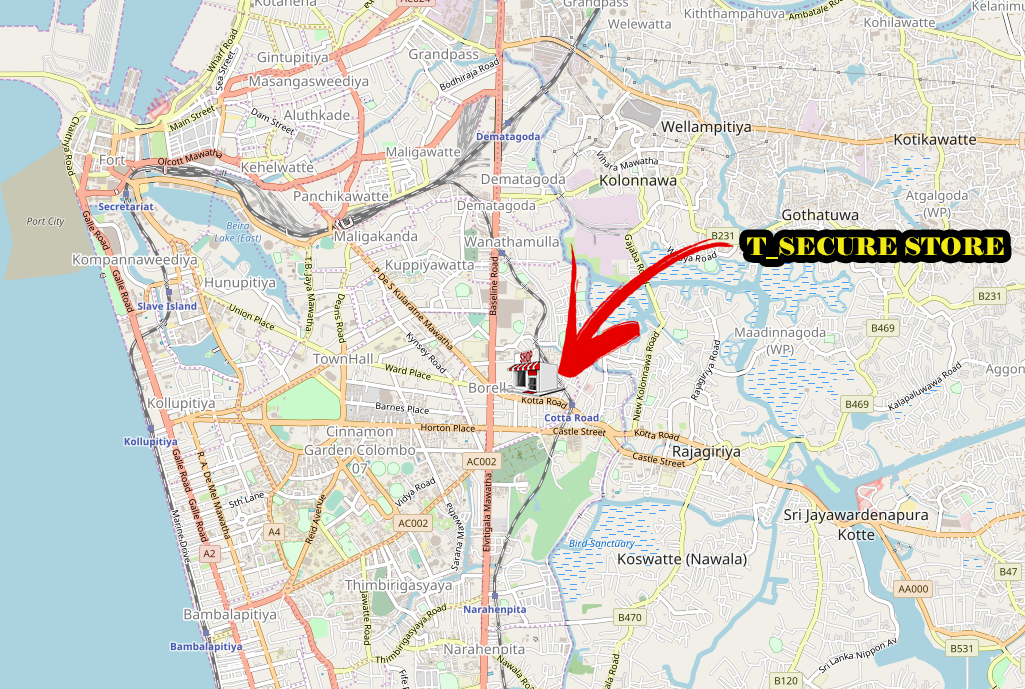 Kotahena
AC024
Grandpass
Welewatta
Kiththampahuva
Ambatale Road
Kelanimu
Kohilawatte
Wharf Road
Sea Street
Gintupitiya
Grandpass
Masangasweediya
Bodhiraja Road
Main Street
Dam Street
Aluthkade
Dematagoda
Wellampitiya
Kotikawatte
Chaithya Road
Fort
Olcott Mawatha
Kehelwatte
Maligawatte
Vihara Mawatha
Dematagoda
Kolonnawa
Secretariat
Panchikawatte
Dematagoda
Atgalgoda
(WP)
Port City
Galle Road
Beira
Lake (East)
Maligakanda
Wanathamulla
Gothatuwa
B231
T_SECURE STORE
Kompannaweediya
Kuppiyawatta
Gajaba Road
Galle Road
Hunupitiya
T.B. Jaya Mawatha
Deans Road
P De S Kularatne Mawatha
Baseline Road
B231
Slave Island
Union Place
Kynsey Road
B469
Maadinnagoda
(WP)
TownHall
Ward Place
SHOP
New Kolonnawa Road
Rajagiriya Road
Aggon
Kalapaluwawa Road
Borella
Kollupitiya
Barnes Place
Kotta Road
Cotta Road
B469
Kollupitiya
Cinnamon
Garden Colombo
07
Horton Place
Castle Street
Kotta Road
Castle Street
Rajagiriya
AC002
Galle Road
R. A. De Mel Mawatha
5th Lane
Vidya Road
Reid Avenue
Marine Drive
Galle Road
A4
AC002
Sarana Mawatha
Elvitigala Mawatha
Sri Jayawardenapura
Kotte
A2
Bird Sanctuary
Koswatte (Nawala)
B47
AA000
Thimbirigasyaya
Jawatte Road
Thimbirigasyaya Road
Narahenpita
Bambalapitiya
B470
Bambalapitiya
Narahenpita
Nawala Road
Sri Lanka Nippon Av
B531
B120